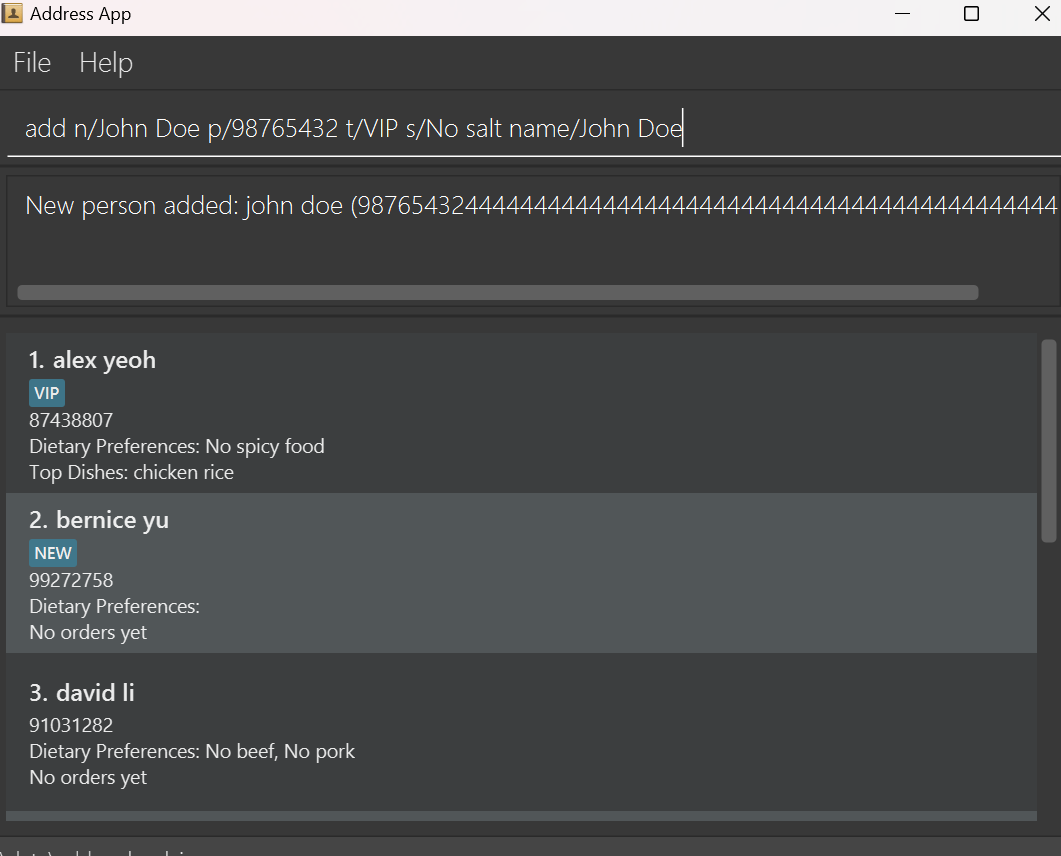 Address App
File Help
add n/John Doe p/98765432 t/VIP s/No salt name/John Doe
New person added: john doe (9876543244444444444444444444444444444444444444444444
1. alex yeoh
VIP
87438807
Dietary Preferences: No spicy food
Top Dishes: chicken rice
2. bernice yu
NEW
99272758
Dietary Preferences:
No orders yet
3. david li
91031282
Dietary Preferences: No beef, No pork
No orders yet